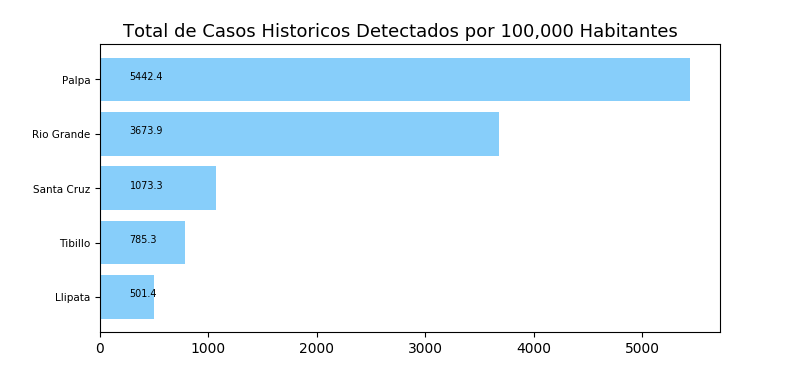 Total de Casos Historicos Detectados por 100,000 Habitantes
Palpa 5442.4
Rio Grande 3673.9
Santa Cruz 1073.3
Tibillo 785.3
Llipata 501.4
0 1000 2000 3000 4000 5000